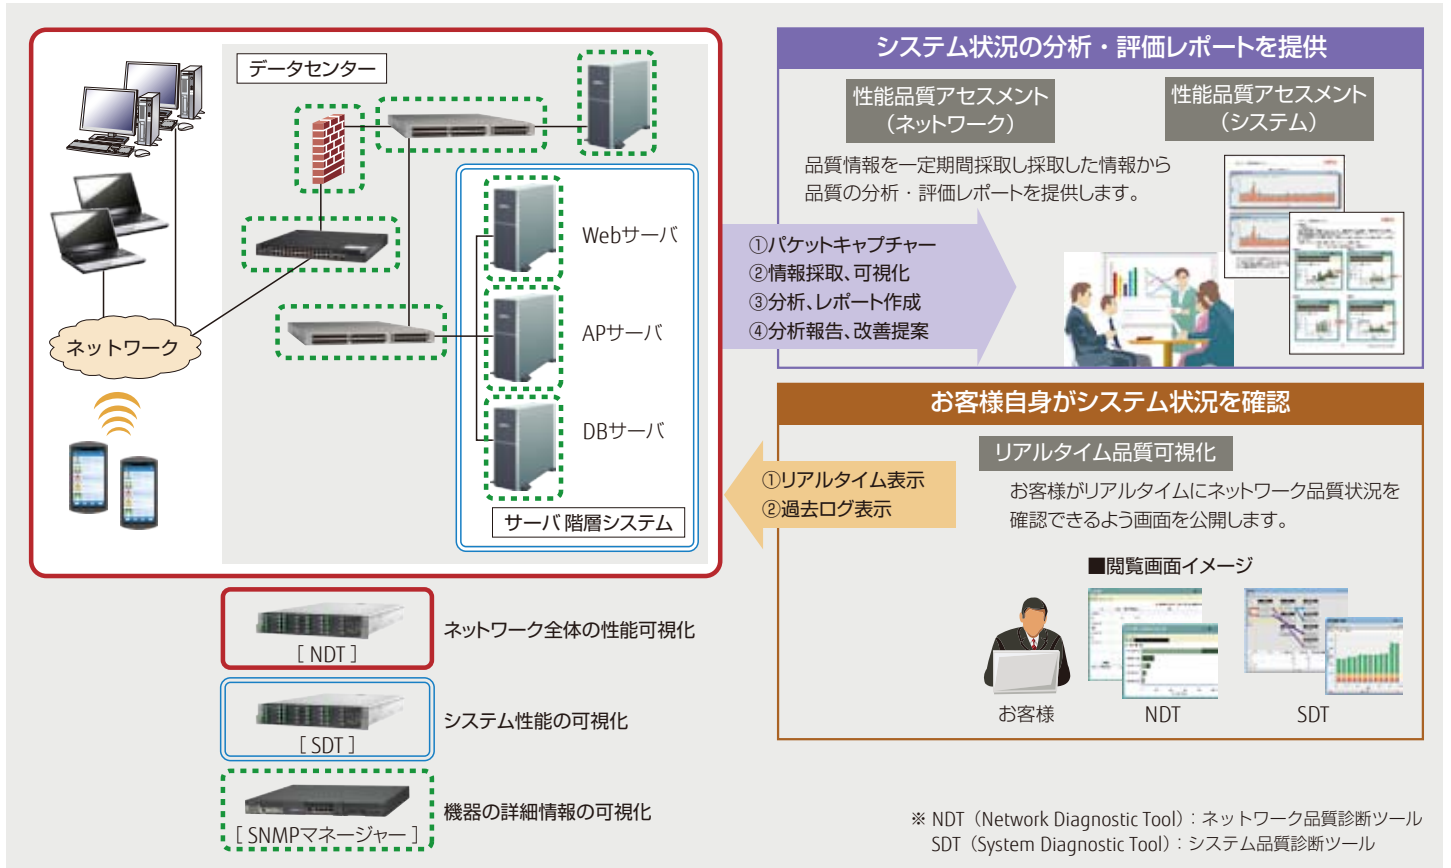 データセンター
ネットワーク
Webサーバ
APサーバ
DBサーバ
サーバ階層システム
[ NDT ]
ネットワーク全体の性能可視化
[ SDT ]
システム性能の可視化
[ SNMPマネージャー ]
機器の詳細情報の可視化
システム状況の分析・評価レポートを提供
性能品質アセスメント
（ネットワーク）
性能品質アセスメント
（システム）
品質情報を一定期間採取し採取した情報から
品質の分析・評価レポートを提供します。
①パケットキャプチャー
②情報採取、可視化
③分析、レポート作成
④分析報告、改善提案
お客様自身がシステム状況を確認
リアルタイム品質可視化
①リアルタイム表示
②過去ログ表示
お客様がリアルタイムにネットワーク品質状況を
確認できるよう画面を公開します。
■閲覧画面イメージ
お客様
NDT
SDT
※ NDT（Network Diagnostic Tool）：ネットワーク品質診断ツール
SDT（System Diagnostic Tool）：システム品質診断ツール